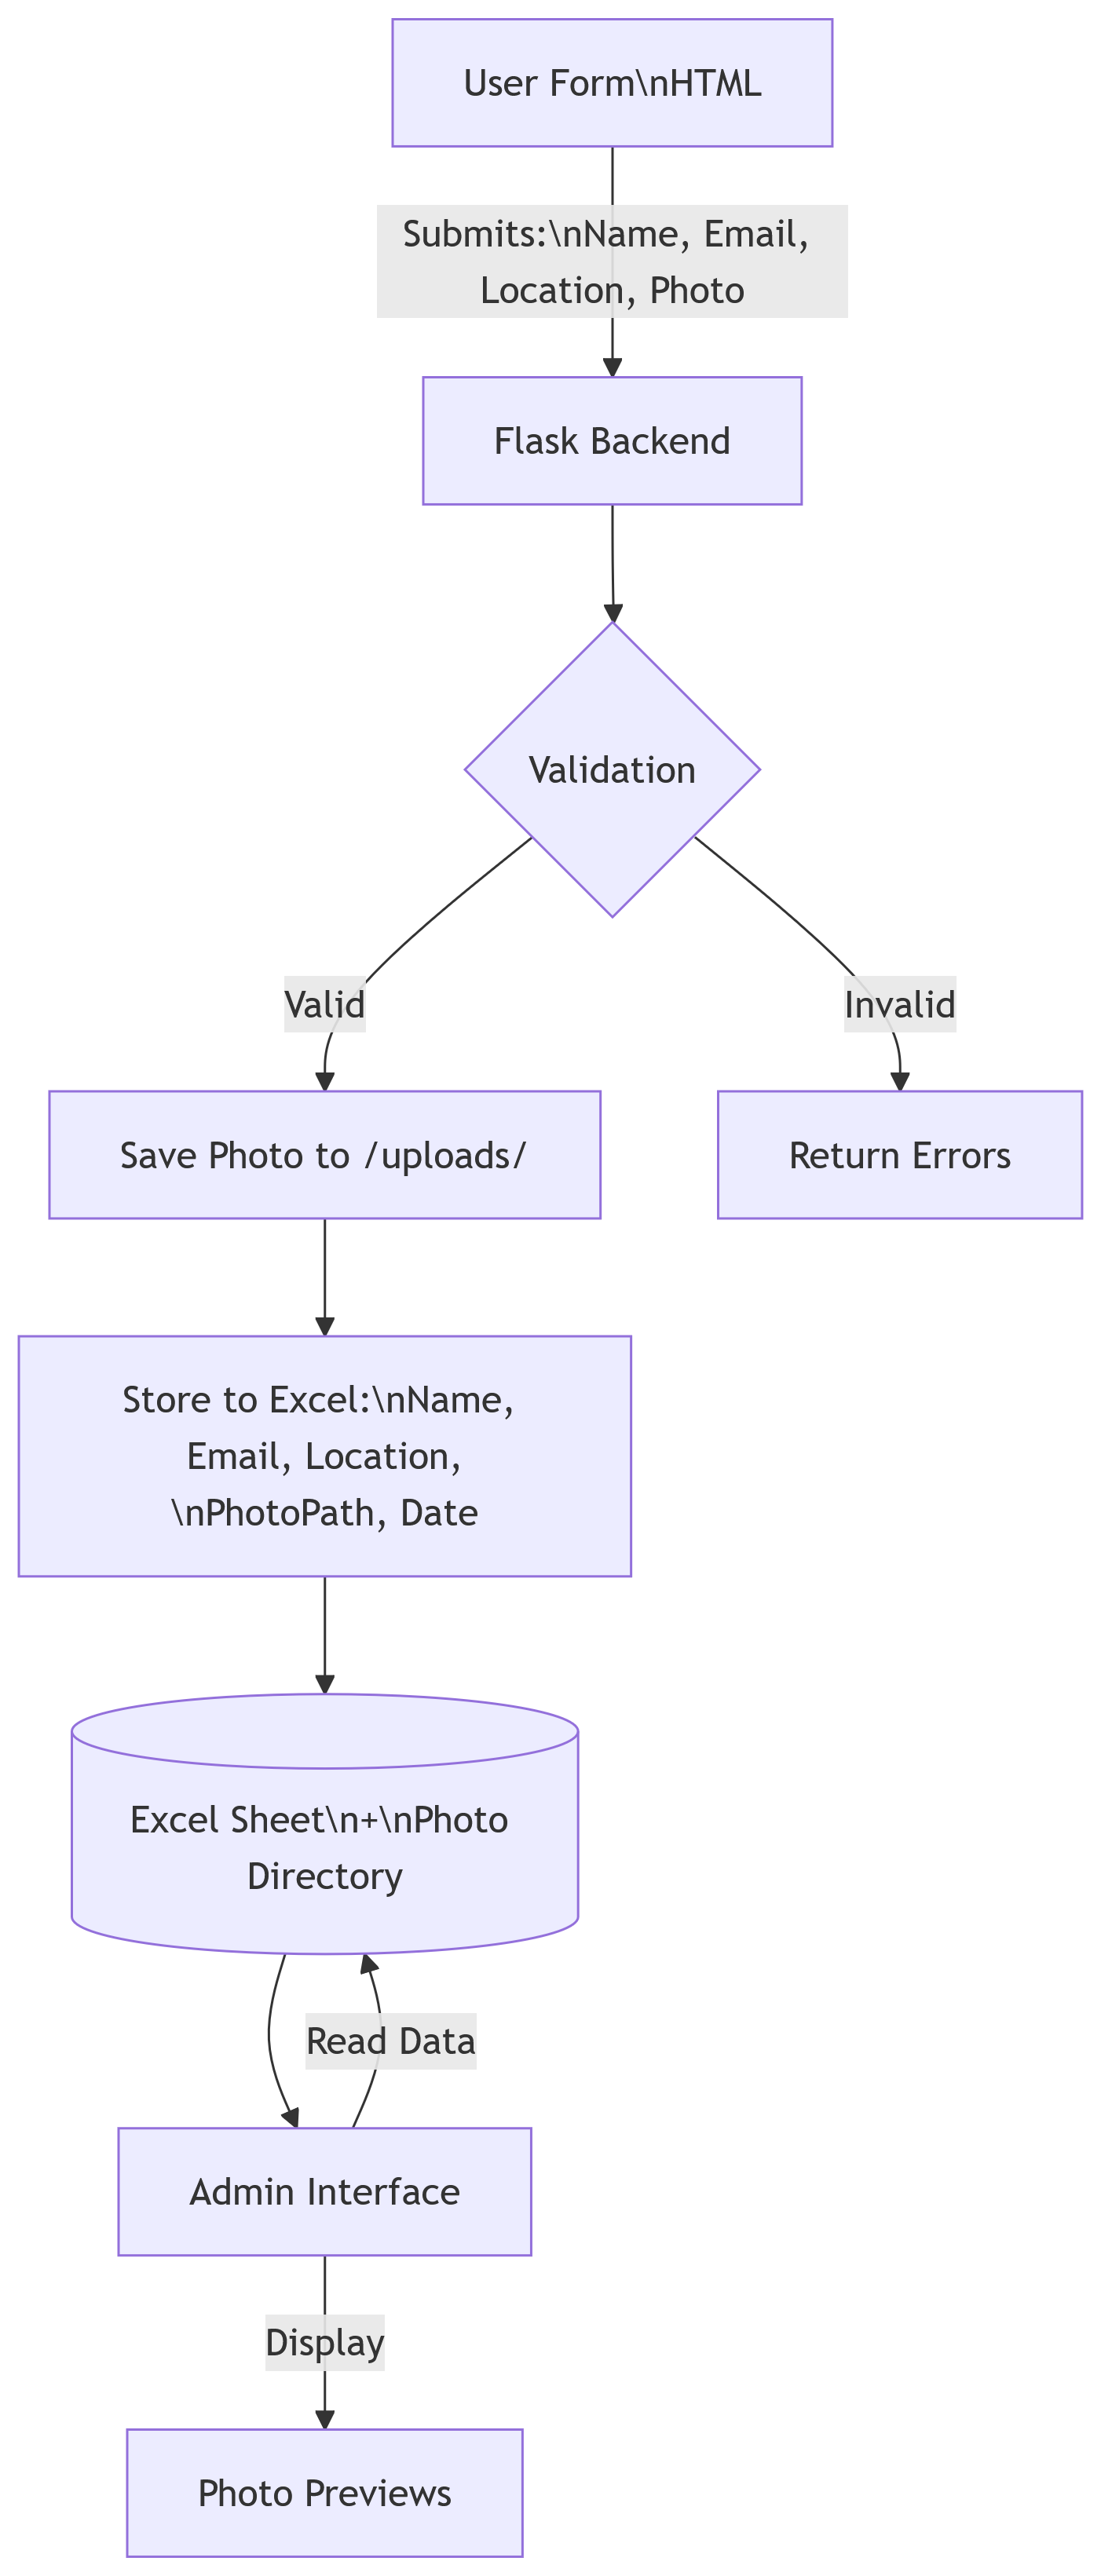 User Form\nHTML
Submits:\nName, Email,
Location, Photo
Flask Backend
Validation
Valid
Invalid
Save Photo to /uploads/
Return Errors
Store to Excel:\nName,
Email, Location,
\nPhotoPath, Date
Excel Sheet\n+\nPhoto
Directory
Read Data
Admin Interface
Display
Photo Previews